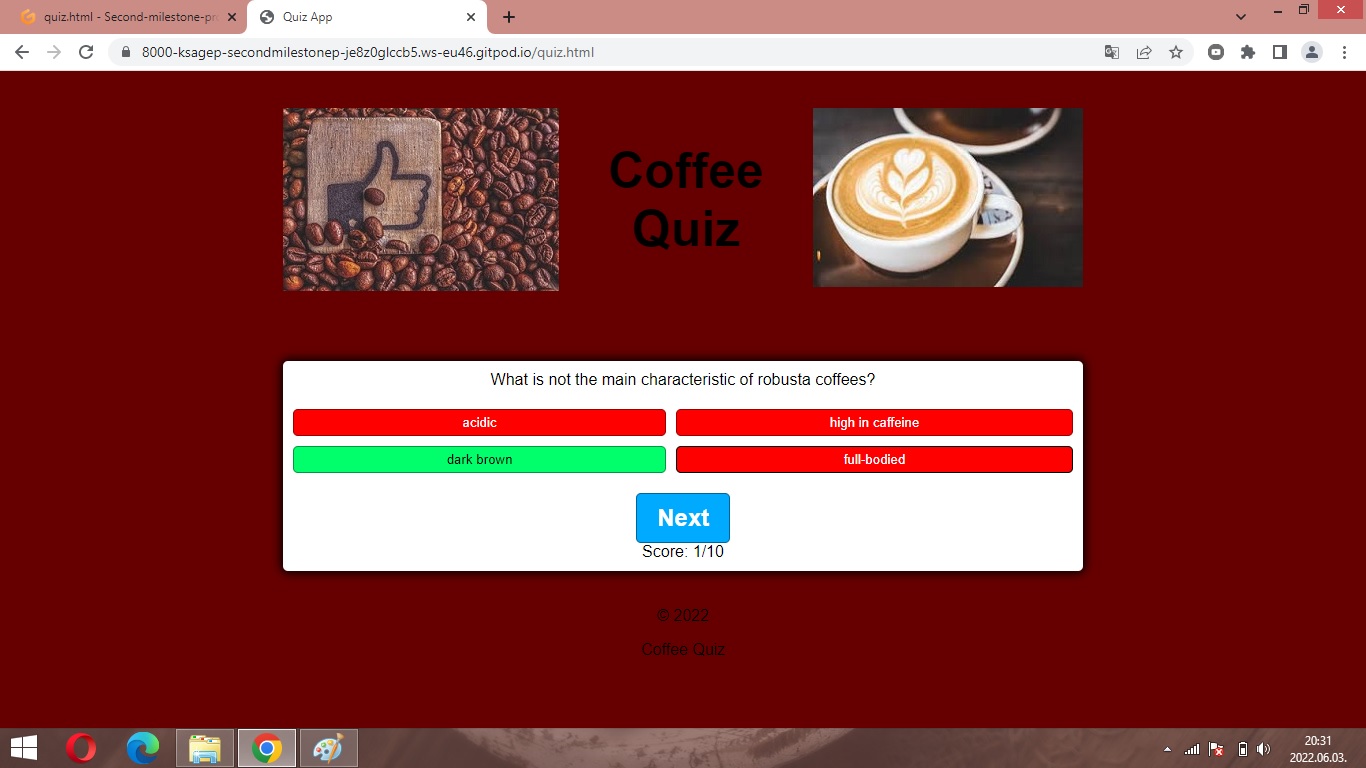 quiz.html - Second-milestone-pr
Quiz App
8000-ksagep-secondmilestonep-je8z0glccb5.ws-eu46.gitpod.io/quiz.html
Coffee
Quiz
What is not the main characteristic of robusta coffees?
acidic
high in caffeine
dark brown
full-bodied
Next
Score: 1/10
© 2022
Coffee Quiz
20:31
2022.06.03.